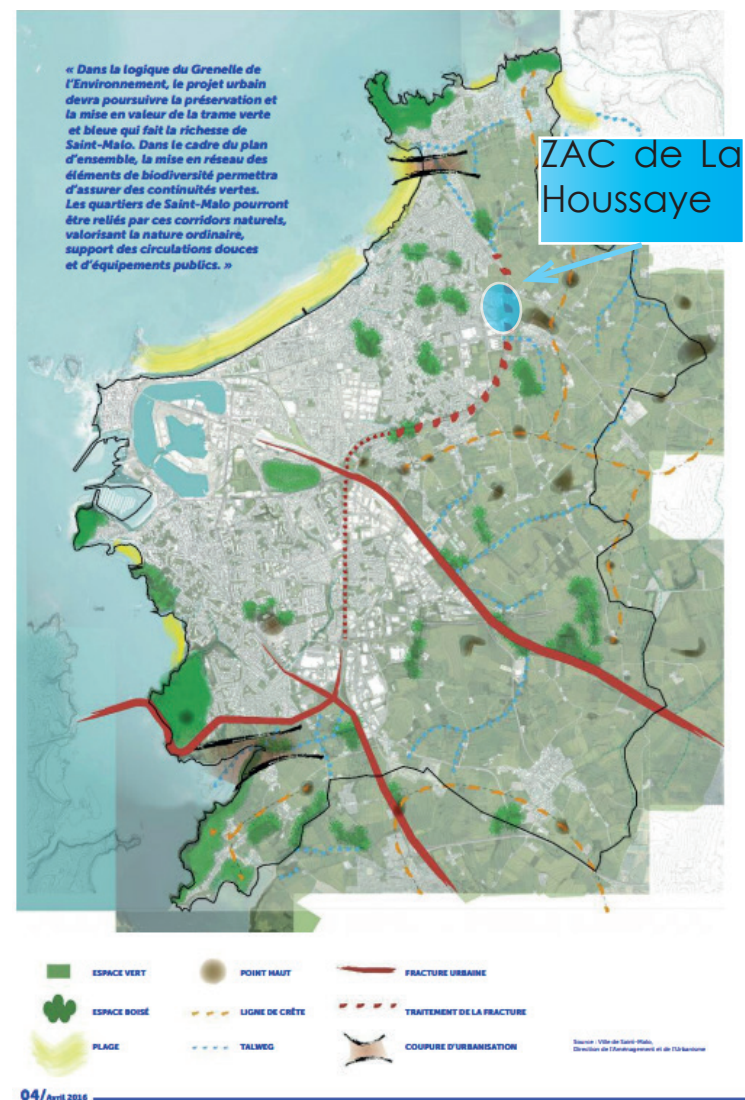 « Dans la logique du Grenelle de
l'Environnement, le projet urbain
devra poursuivre la préservation et
la mise en valeur de la trame verte
et bleue qui fait la richesse de
Saint-Malo. Dans le cadre du plan
d'ensemble, la mise en réseau des
éléments de biodiversité permettra
d'assurer des continuités vertes.
Les quartiers de Saint-Malo pourront
être reliés par ces corridors naturels,
valorisant la nature ordinaire,
support des circulations douces
et d'équipements publics. »
ZAC de La
Houssaye
ESPACE VERT
POINT HAUT
FRACTURE URBAINE
ESPACE BOISÉ
LIGNE DE CRÊTE
TRAITEMENT DE LA FRACTURE
PLAGE
TALWEG
COUPURE D'URBANISATION
Source : Ville de Saint-Malo,
Direction de l'Aménagement et de l'Urbanisme
04/Avril 2016